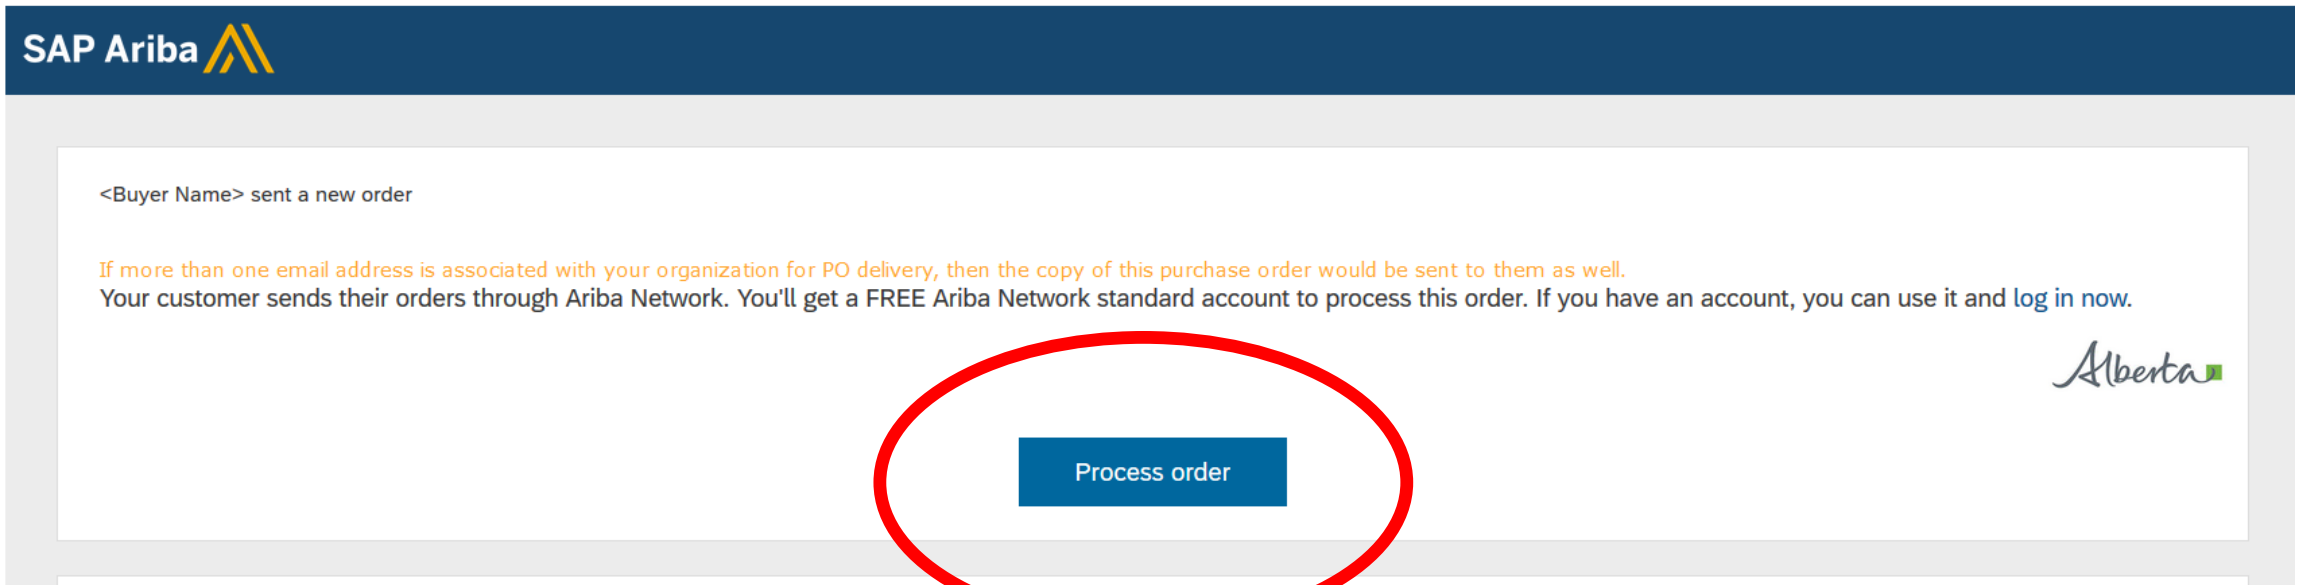 SAP Ariba
<Buyer Name> sent a new order
If more than one email address is associated with your organization for PO delivery, then the copy of this purchase order would be sent to them as well.
Your customer sends their orders through Ariba Network. You'll get a FREE Ariba Network standard account to process this order. If you have an account, you can use it and log in now.
Alberta
Process order